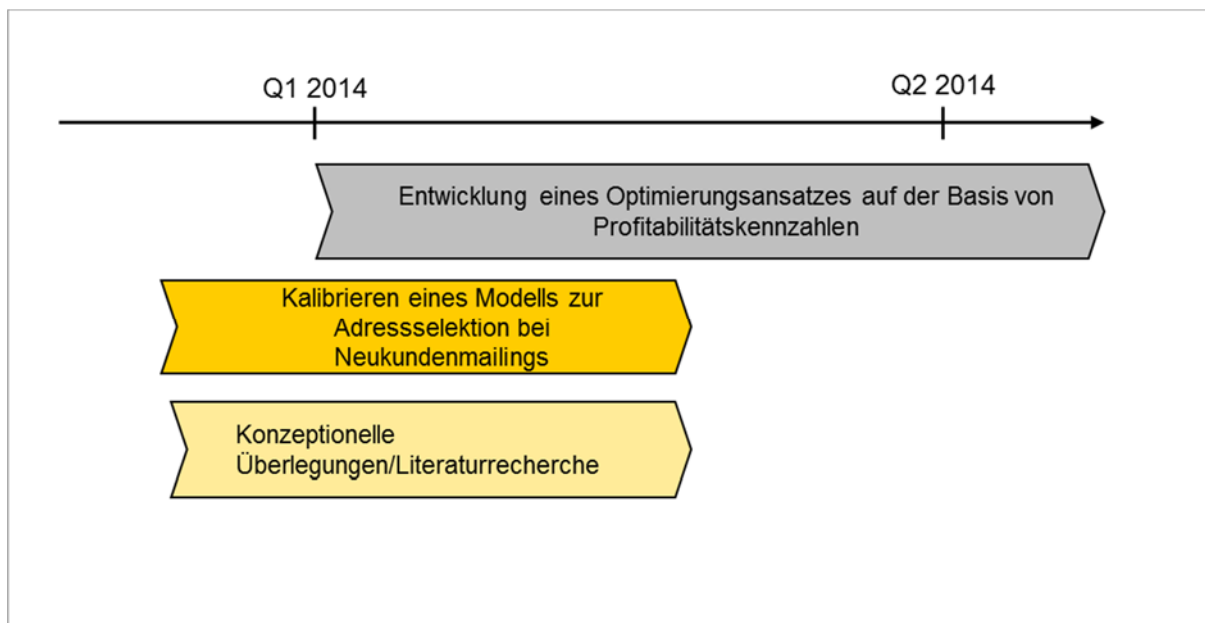 Q1 2014
Q2 2014
Entwicklung eines Optimierungsansatzes auf der Basis von
Profitabilitätskennzahlen
Kalibrieren eines Modells zur
Adressselektion bei
Neukundenmailings
Konzeptionelle
Überlegungen/Literaturrecherche